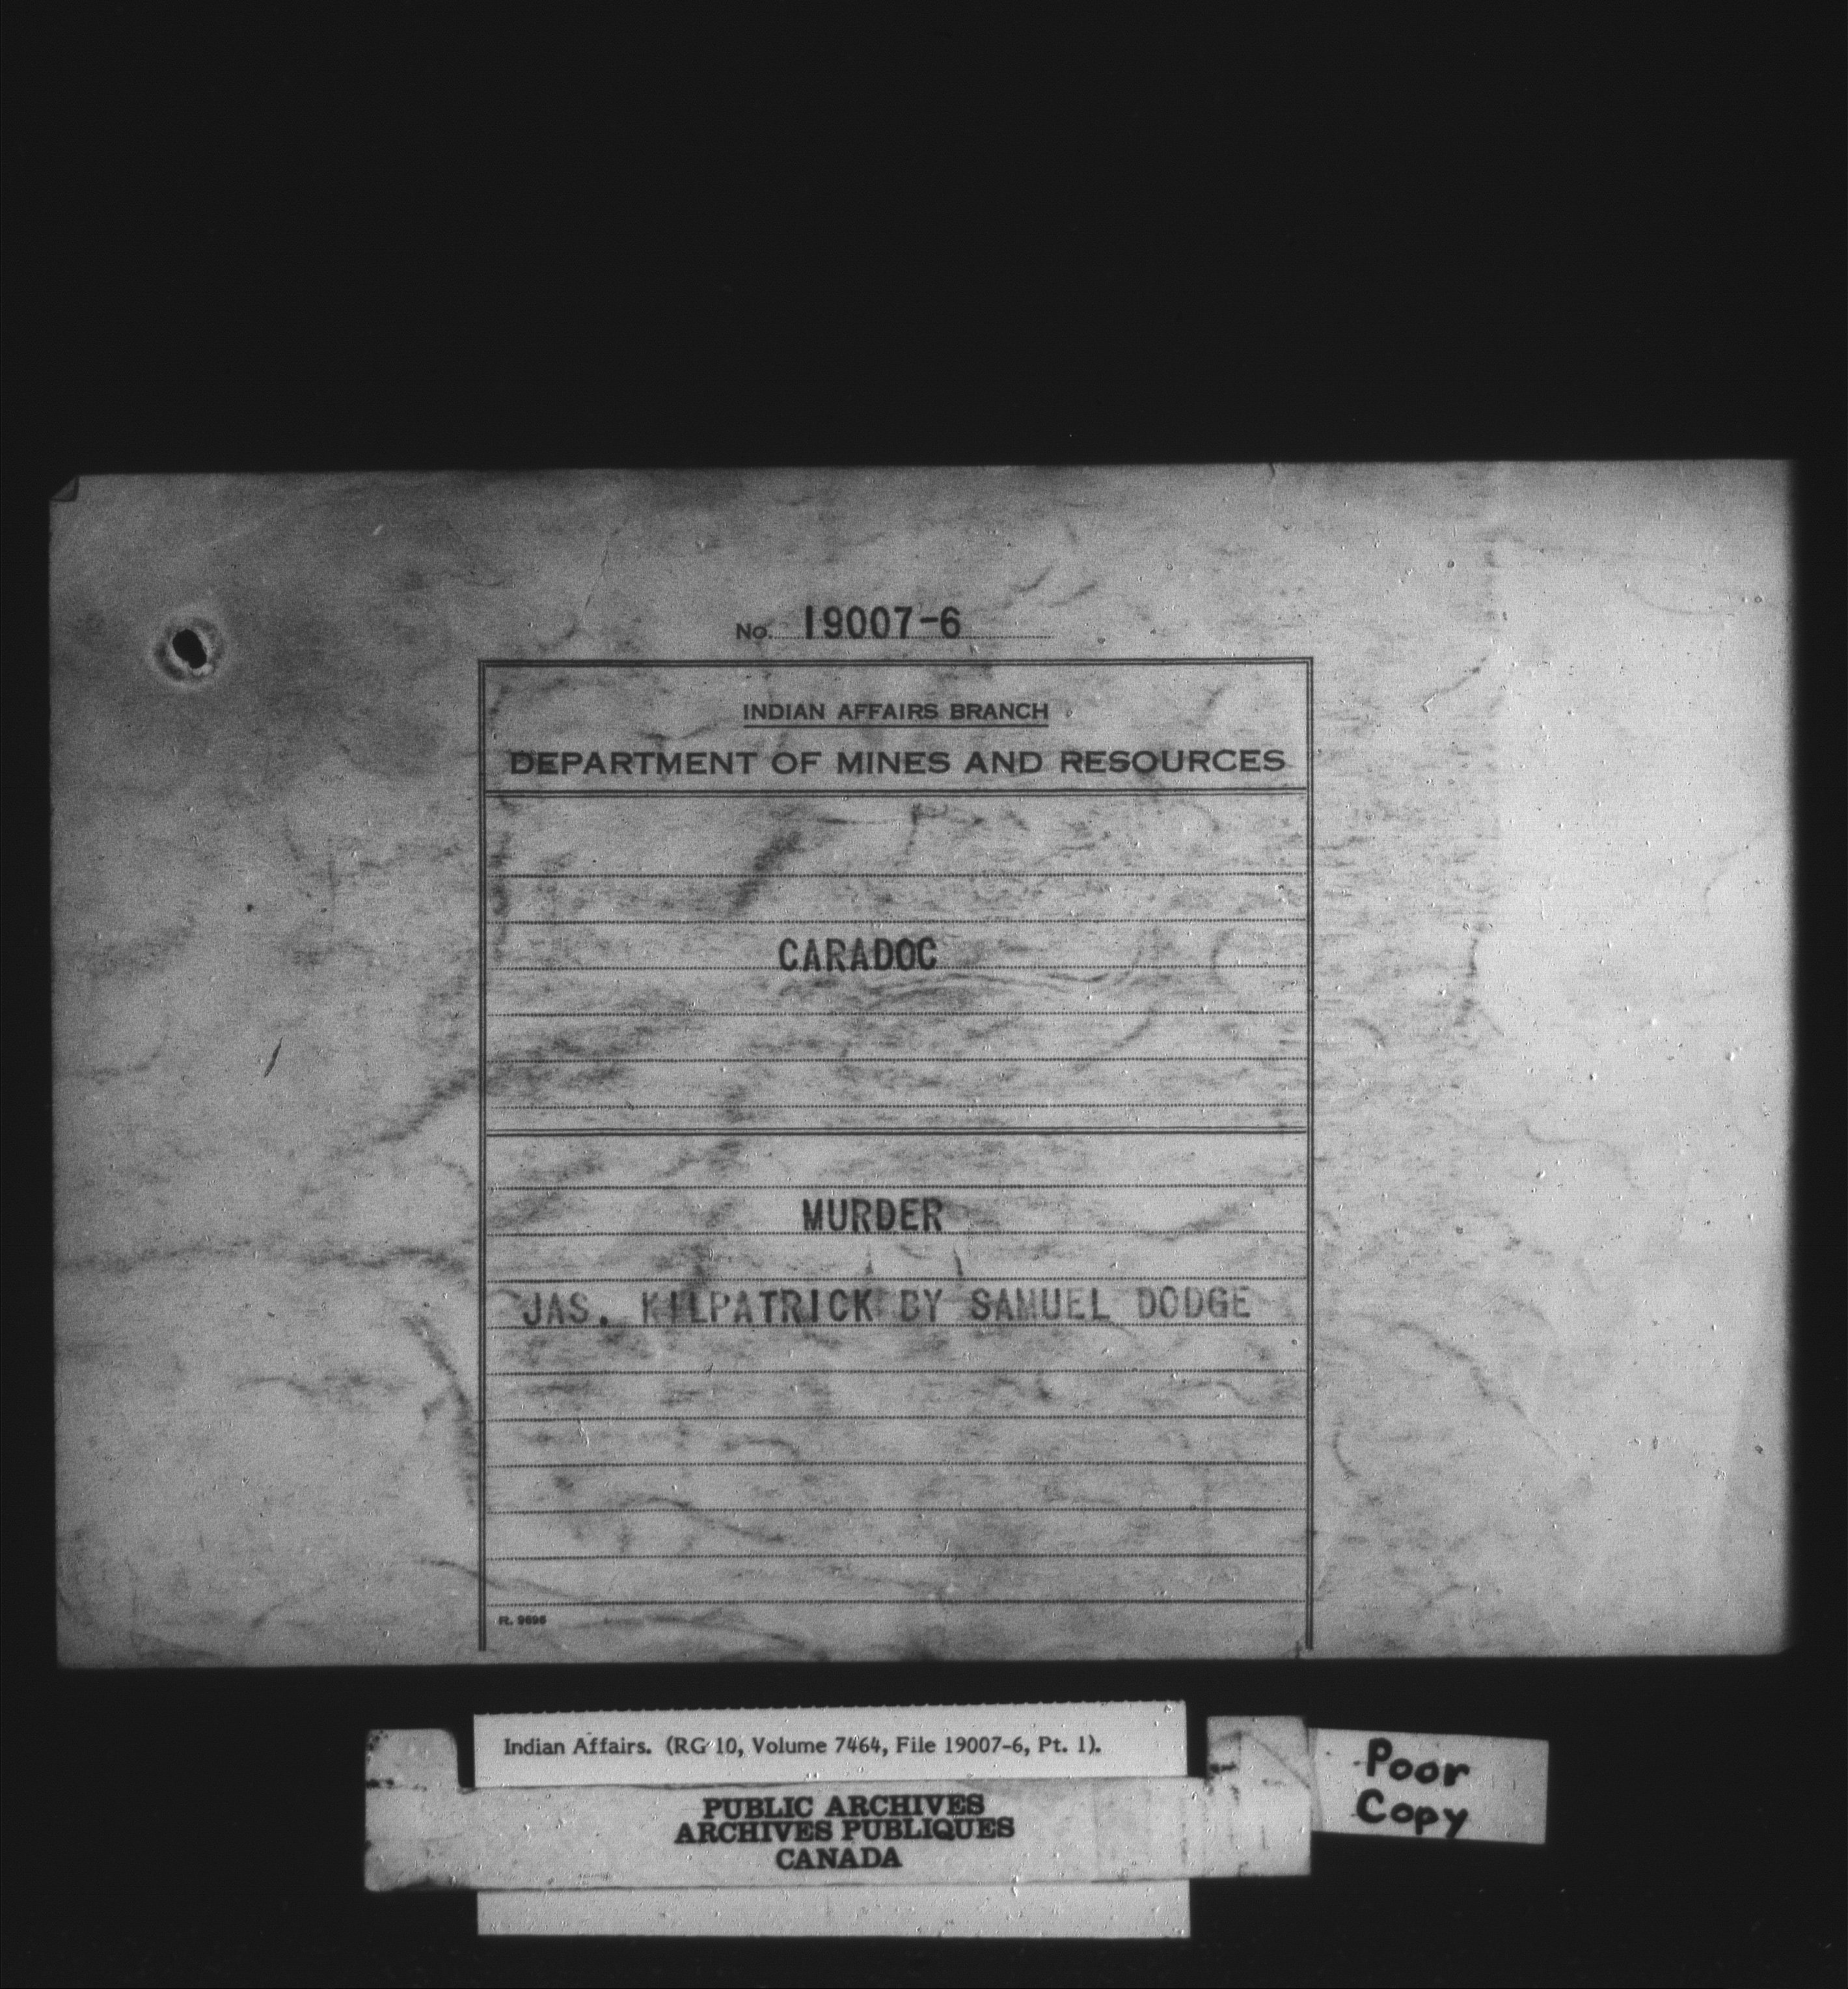 No. 19007-6
INDIAN AFFAIRS BRANCH
DEPARTMENT OF MINES AND RESOURCES
CARADOC
MURDER
JAS. KILPATRICK BY SAMUEL DODGE
R. 9696
Indian Affairs. (RG 10, Volume 7464, File 19007-6, Pt. 1).
PUBLIC ARCHIVES
ARCHIVES PUBLIQUES
CANADA
Poor
Copy